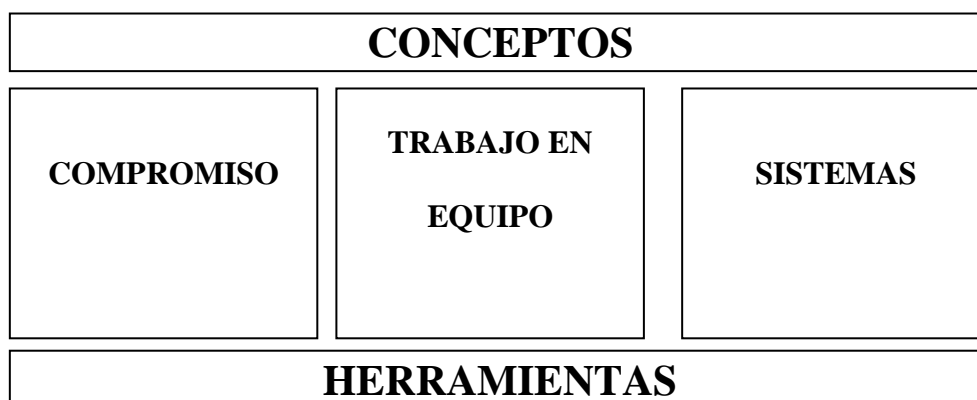 CONCEPTOS
COMPROMISO
TRABAJO EN
EQUIPO
SISTEMAS
HERRAMIENTAS